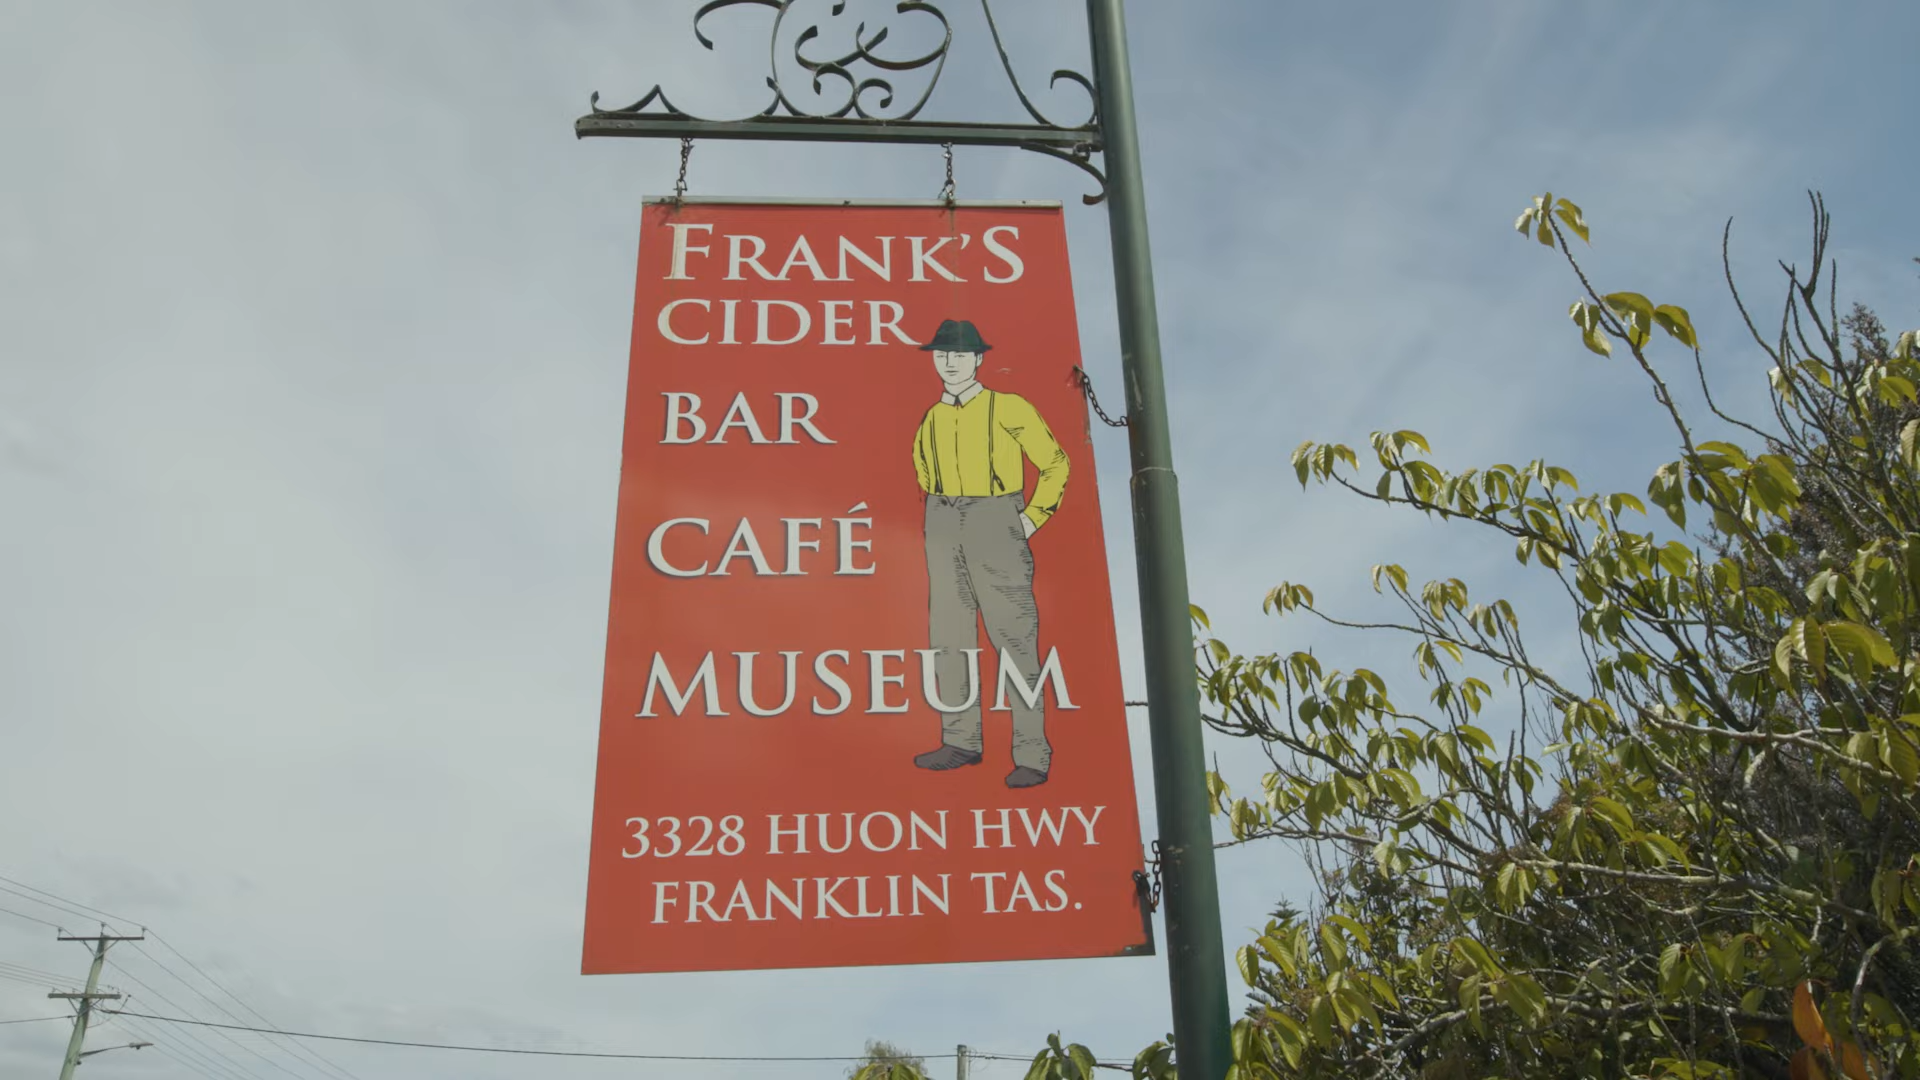 FRANK'S
CIDER
BAR
CAFÉ
MUSEUM
3328 HUON HWY
FRANKLIN TAS.